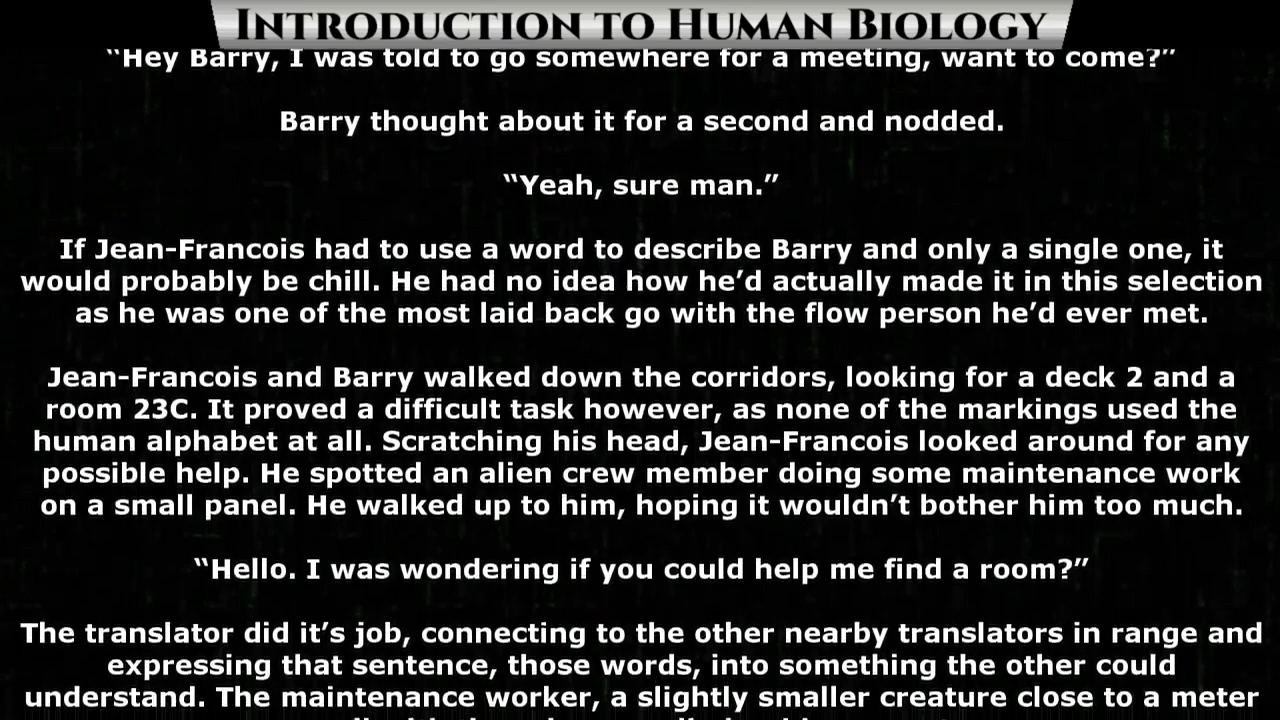 Introduction to Human Biology
“Hey Barry, I was told to go somewhere for a meeting, want to come?”
Barry thought about it for a second and nodded.
“Yeah, sure man.”
If Jean-Francois had to use a word to describe Barry and only a single one, it
would probably be chill. He had no idea how he’d actually made it in this selection
as he was one of the most laid back go with the flow person he’d ever met.
Jean-Francois and Barry walked down the corridors, looking for a deck 2 and a
room 23C. It proved a difficult task however, as none of the markings used the
human alphabet at all. Scratching his head, Jean-Francois looked around for any
possible help. He spotted an alien crew member doing some maintenance work
on a small panel. He walked up to him, hoping it wouldn’t bother him too much.
“Hello. I was wondering if you could help me find a room?”
The translator did it’s job, connecting to the other nearby translators in range and
expressing that sentence, those words, into something the other could
understand. The maintenance worker, a slightly smaller creature close to a meter